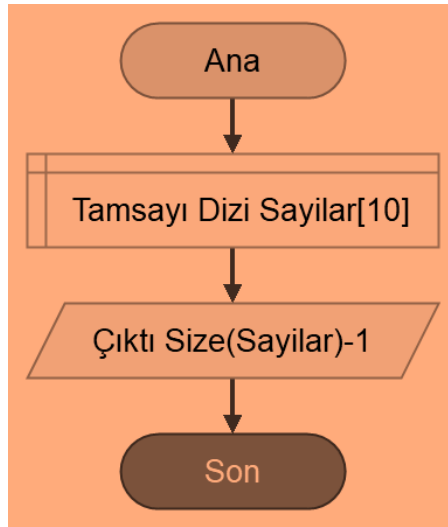 Ana
Tamsayı Dizi Sayilar[10]
Çıktı Size(Sayilar)-1
Son